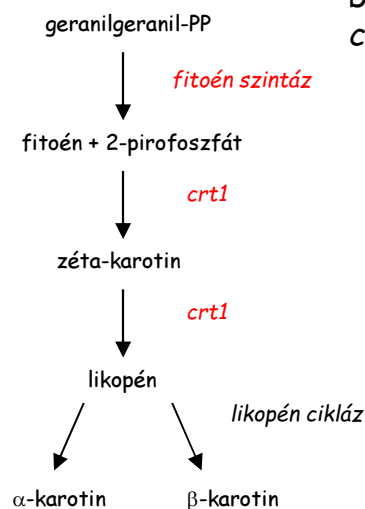 b
geranilgeranil-PP
c
fitoén szintáz
fitoén + 2-pirofoszfát
crt1
zéta-karotin
crt1
likopén
likopén cikláz
α-karotin β-karotin